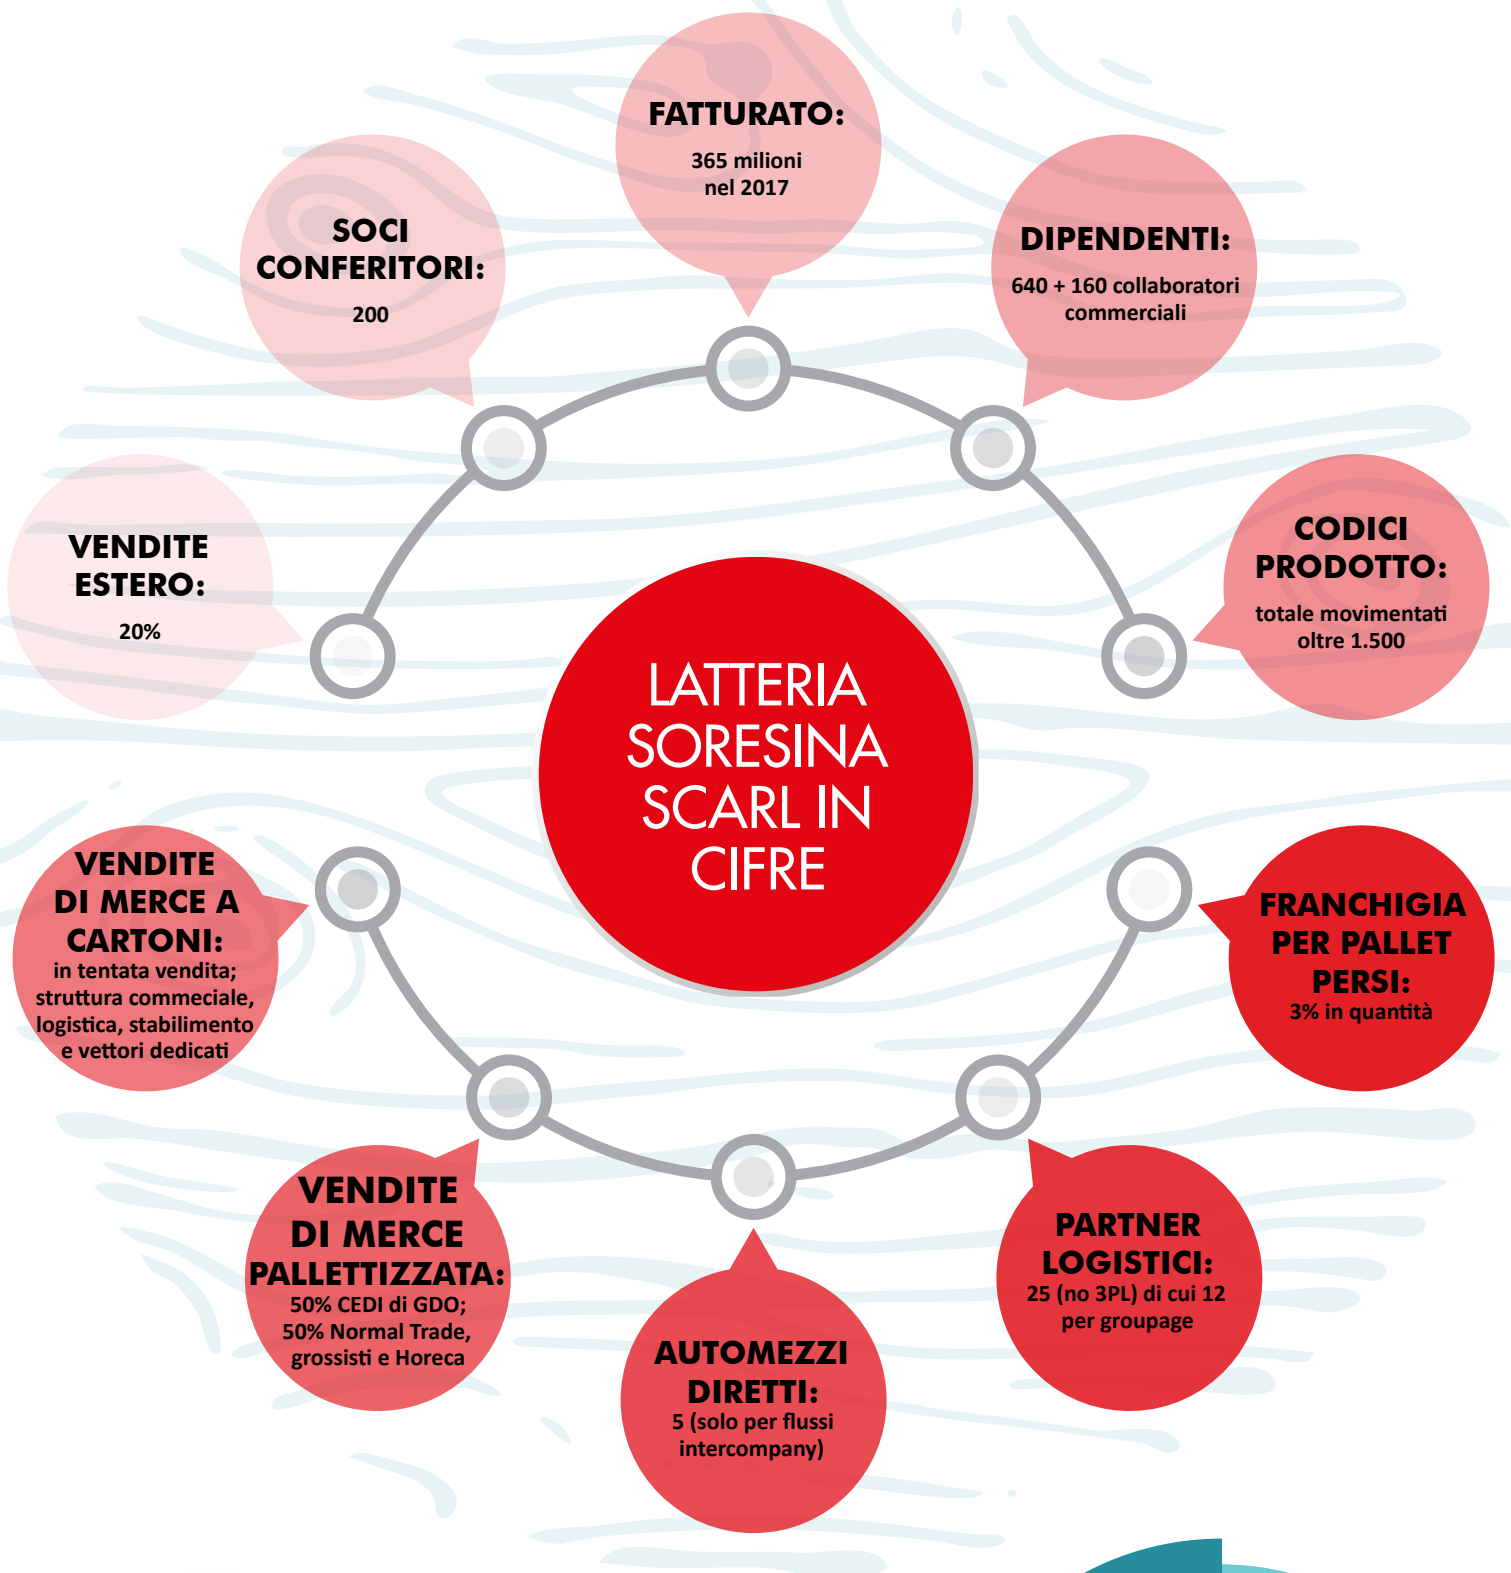 FATTURATO:
365 milioni
nel 2017
SOCI
CONFERITORI:
200
DIPENDENTI:
640 + 160 collaboratori
commerciali
VENDITE
ESTERO:
20%
CODICI
PRODOTTO:
totale movimentati
oltre 1.500
LATTERIA
SORESINA
SCARL IN
CIFRE
VENDITE
DI MERCE A
CARTONI:
in tentata vendita;
struttura commeciale,
logistica, stabilimento
e vettori dedicati
FRANCHIGIA
PER PALLET
PERSI:
3% in quantità
VENDITE
DI MERCE
PALLETTIZZATA:
50% CEDI di GDO;
50% Normal Trade,
grossisti e Horeca
PARTNER
LOGISTICI:
25 (no 3PL) di cui 12
per groupage
AUTOMEZZI
DIRETTI:
5 (solo per flussi
intercompany)